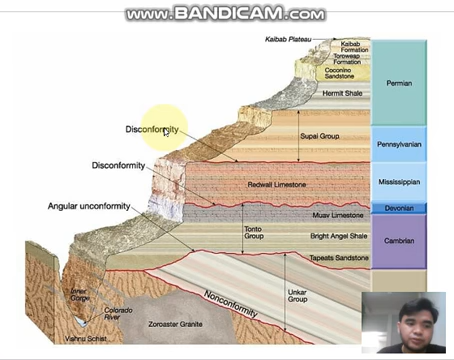 www.BANDICAM.com
Kaibab Plateau
Kaibab
Formation
Toroweap
Formation
Coconino
Sandstone
Hermit Shale
Permian
Disconformity
Supai Group
Pennsylvanian
Disconformity
Redwall Limestone
Mississippian
Angular unconformity
Devonian
Muav Limestone
Tonto
Group
Bright Angel Shale
Cambrian
Tapeats Sandstone
Inner
Gorge
Colorado
River
Nonconformity
Unkar
Group
Zoroaster Granite
Vishnu Schist